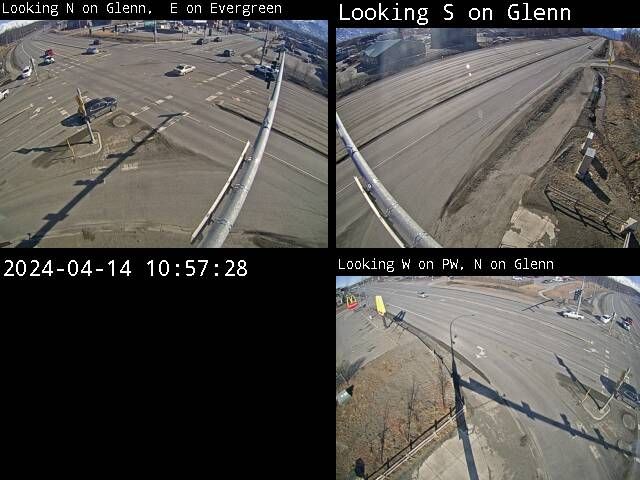 Looking N on Glenn,  E on Evergreen
Looking S on Glenn
2024-04-14 10:57:28
Looking W on PW, N on Glenn